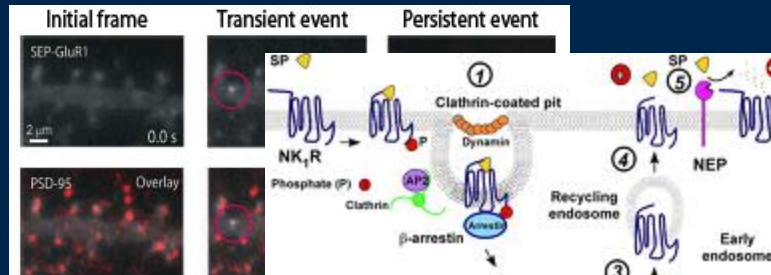 Initial frame
Transient event
Persistent event
SEP-GluR1
2 μm
0.0 s
PSD-95
Overlay
SP
1
SP
5
Clathrin-coated pit
Dynamin
P
NK1R
NEP
4
AP2
Phosphate (P)
Clathrin
Recycling
endosome
Arrestin
β-arrestin
Early
endosome
3